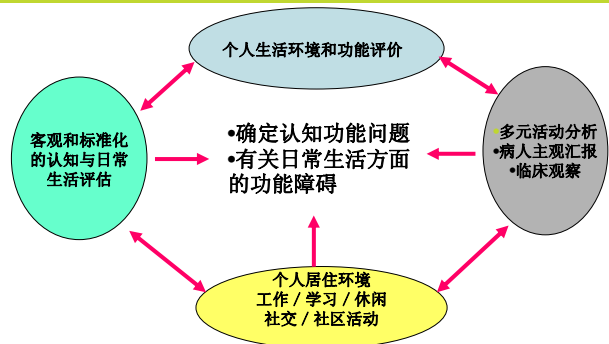 个人生活环境和功能评价
客观和标准化
的认知与日常
生活评估
•确定认知功能问题
•有关日常生活方面
的功能障碍
•多元活动分析
•病人主观汇报
•临床观察
个人居住环境
工作 / 学习 / 休闲
社交 / 社区活动